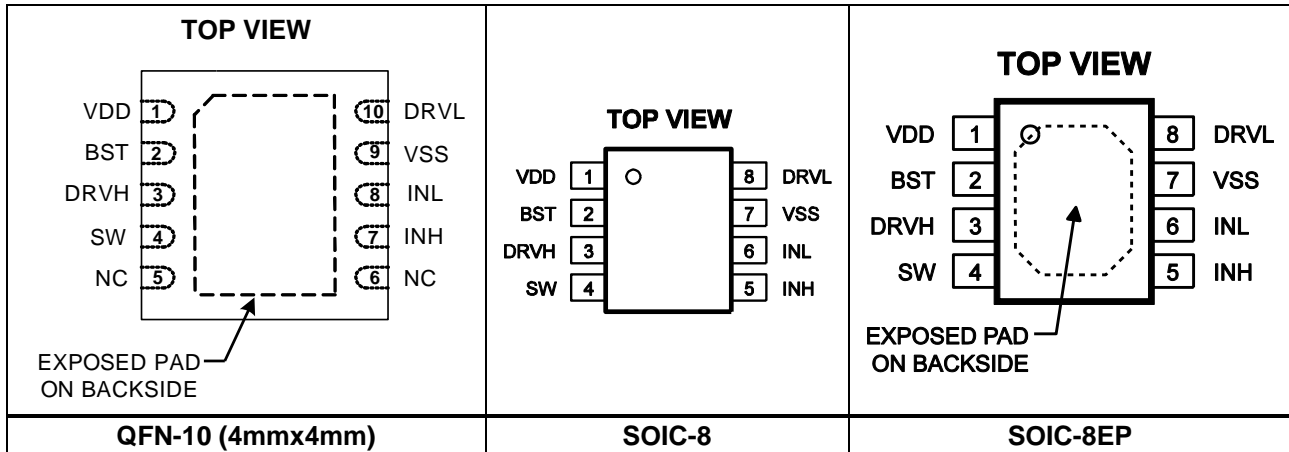 TOP VIEW
VDD 1
BST 2
DRVH 3
SW 4
NC 5
10 DRVL
9 VSS
8 INL
7 INH
6 NC
EXPOSED PAD
ON BACKSIDE
QFN-10 (4mmx4mm)
TOP VIEW
VDD 1
BST 2
DRVH 3
SW 4
8 DRVL
7 VSS
6 INL
5 INH
SOIC-8
TOP VIEW
VDD 1
BST 2
DRVH 3
SW 4
8 DRVL
7 VSS
6 INL
5 INH
EXPOSED PAD
ON BACKSIDE
SOIC-8EP